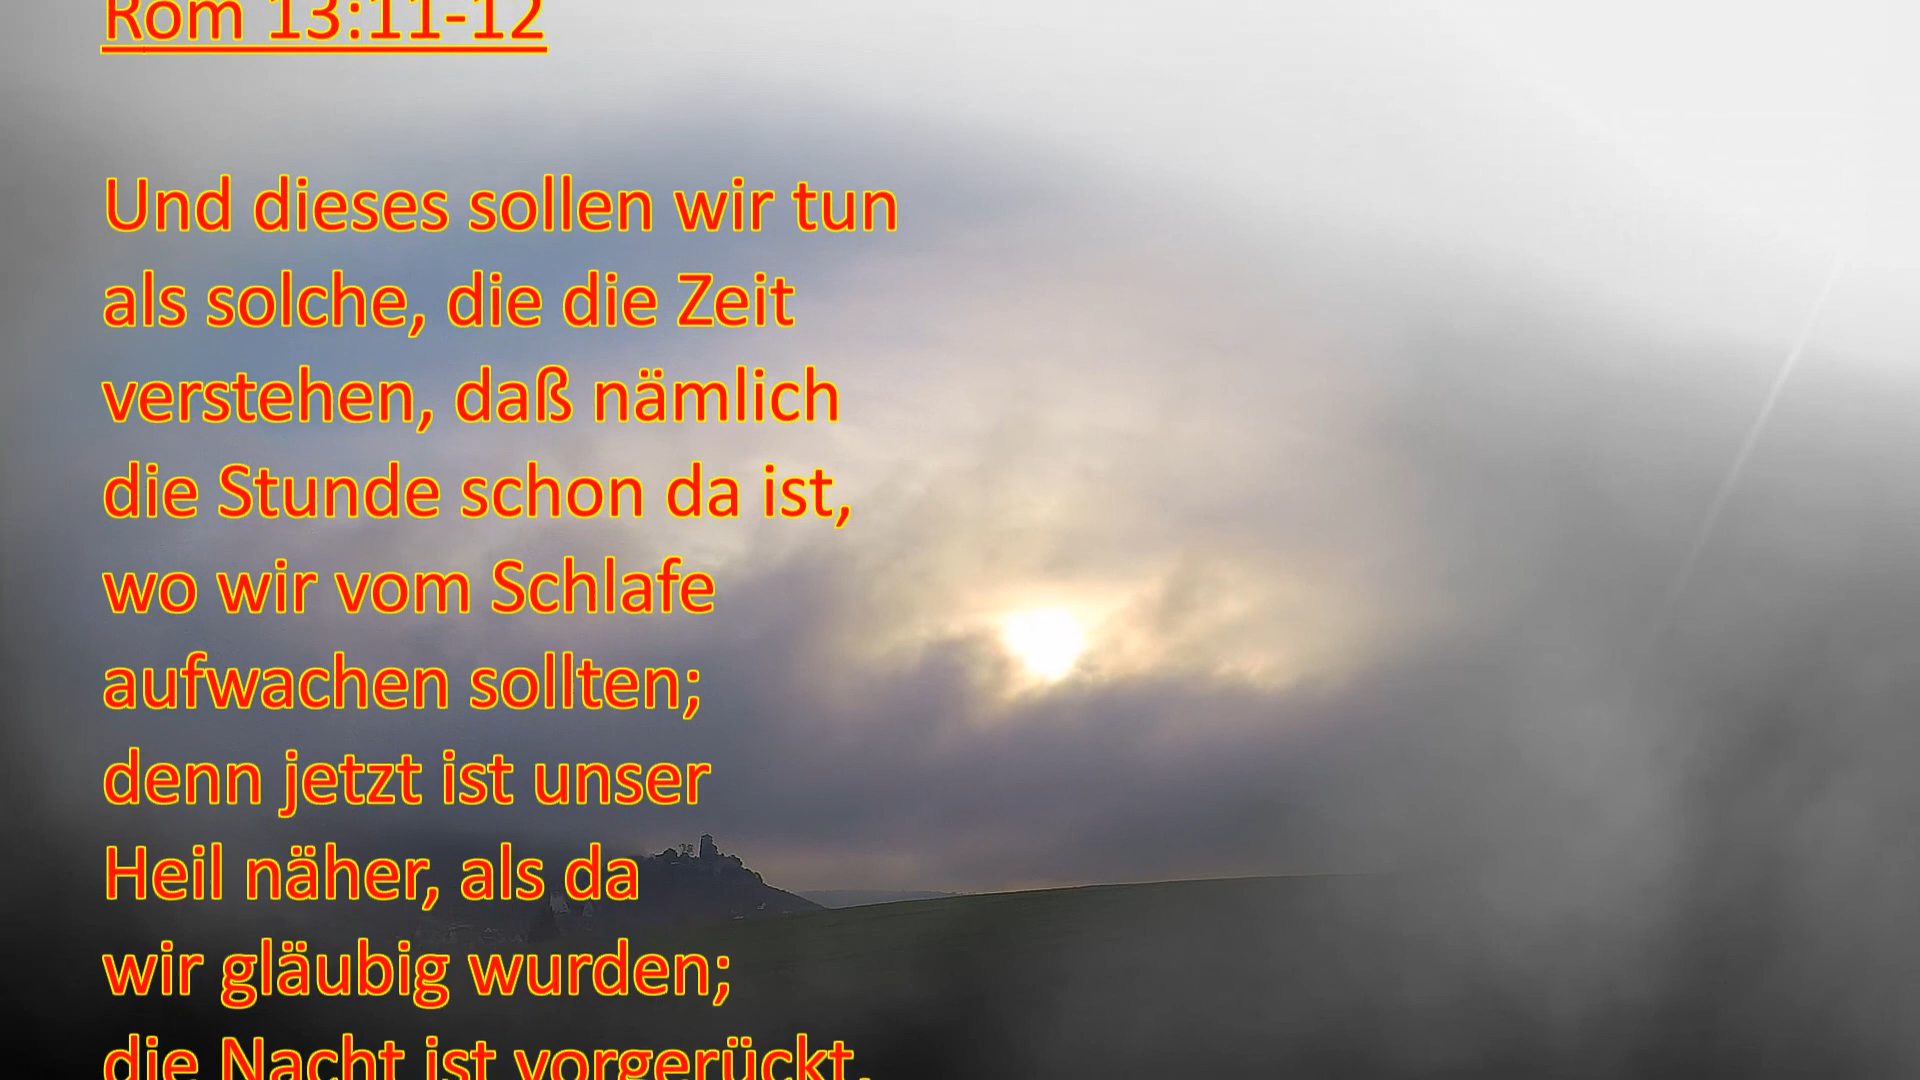 Röm 13:11-12
Und dieses sollen wir tun
als solche, die die Zeit
verstehen, daß nämlich
die Stunde schon da ist,
wo wir vom Schlafe
aufwachen sollten;
denn jetzt ist unser
Heil näher, als da
wir gläubig wurden;
die Nacht ist vorgerückt,